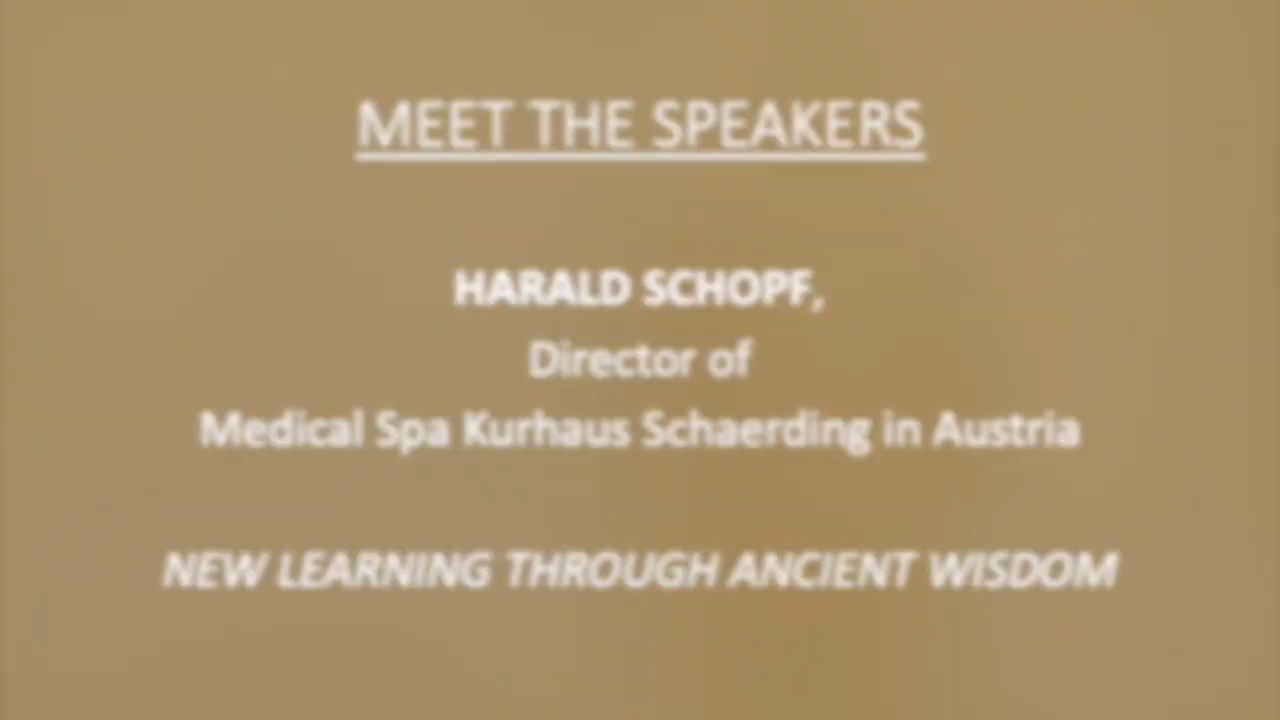 MEET THE SPEAKERS
HARALD SCHOPF,
Director of
Medical Spa Kurhaus Schaerding in Austria
NEW LEARNING THROUGH ANCIENT WISDOM